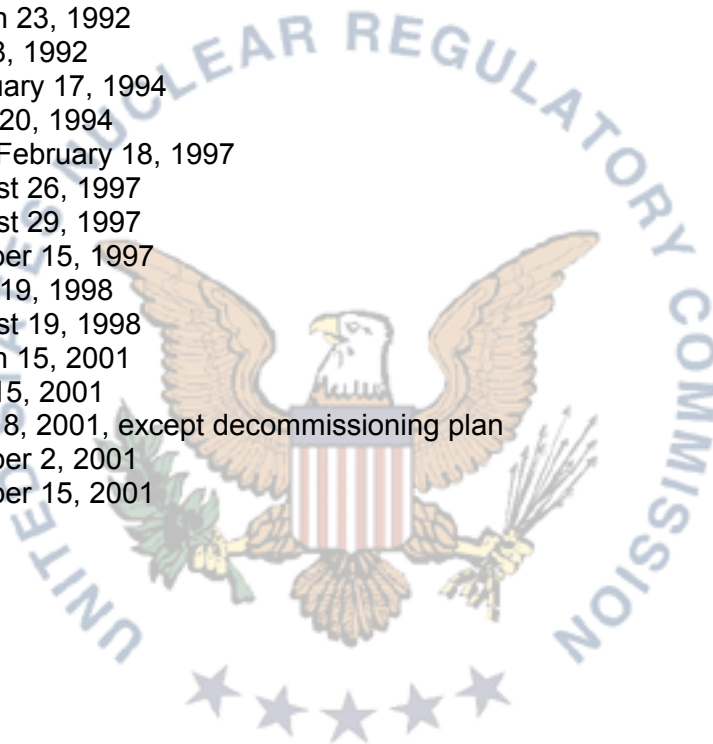 n 23, 1992
8, 1992
uary 17, 1994
20, 1994
February 18, 1997
st 26, 1997
st 29, 1997
ber 15, 1997
19, 1998
st 19, 1998
n 15, 2001
15, 2001
8, 2001, except decommissioning plan
ber 2, 2001
ber 15, 2001
UNITED STATES NUCLEAR REGULATORY COMMISSION